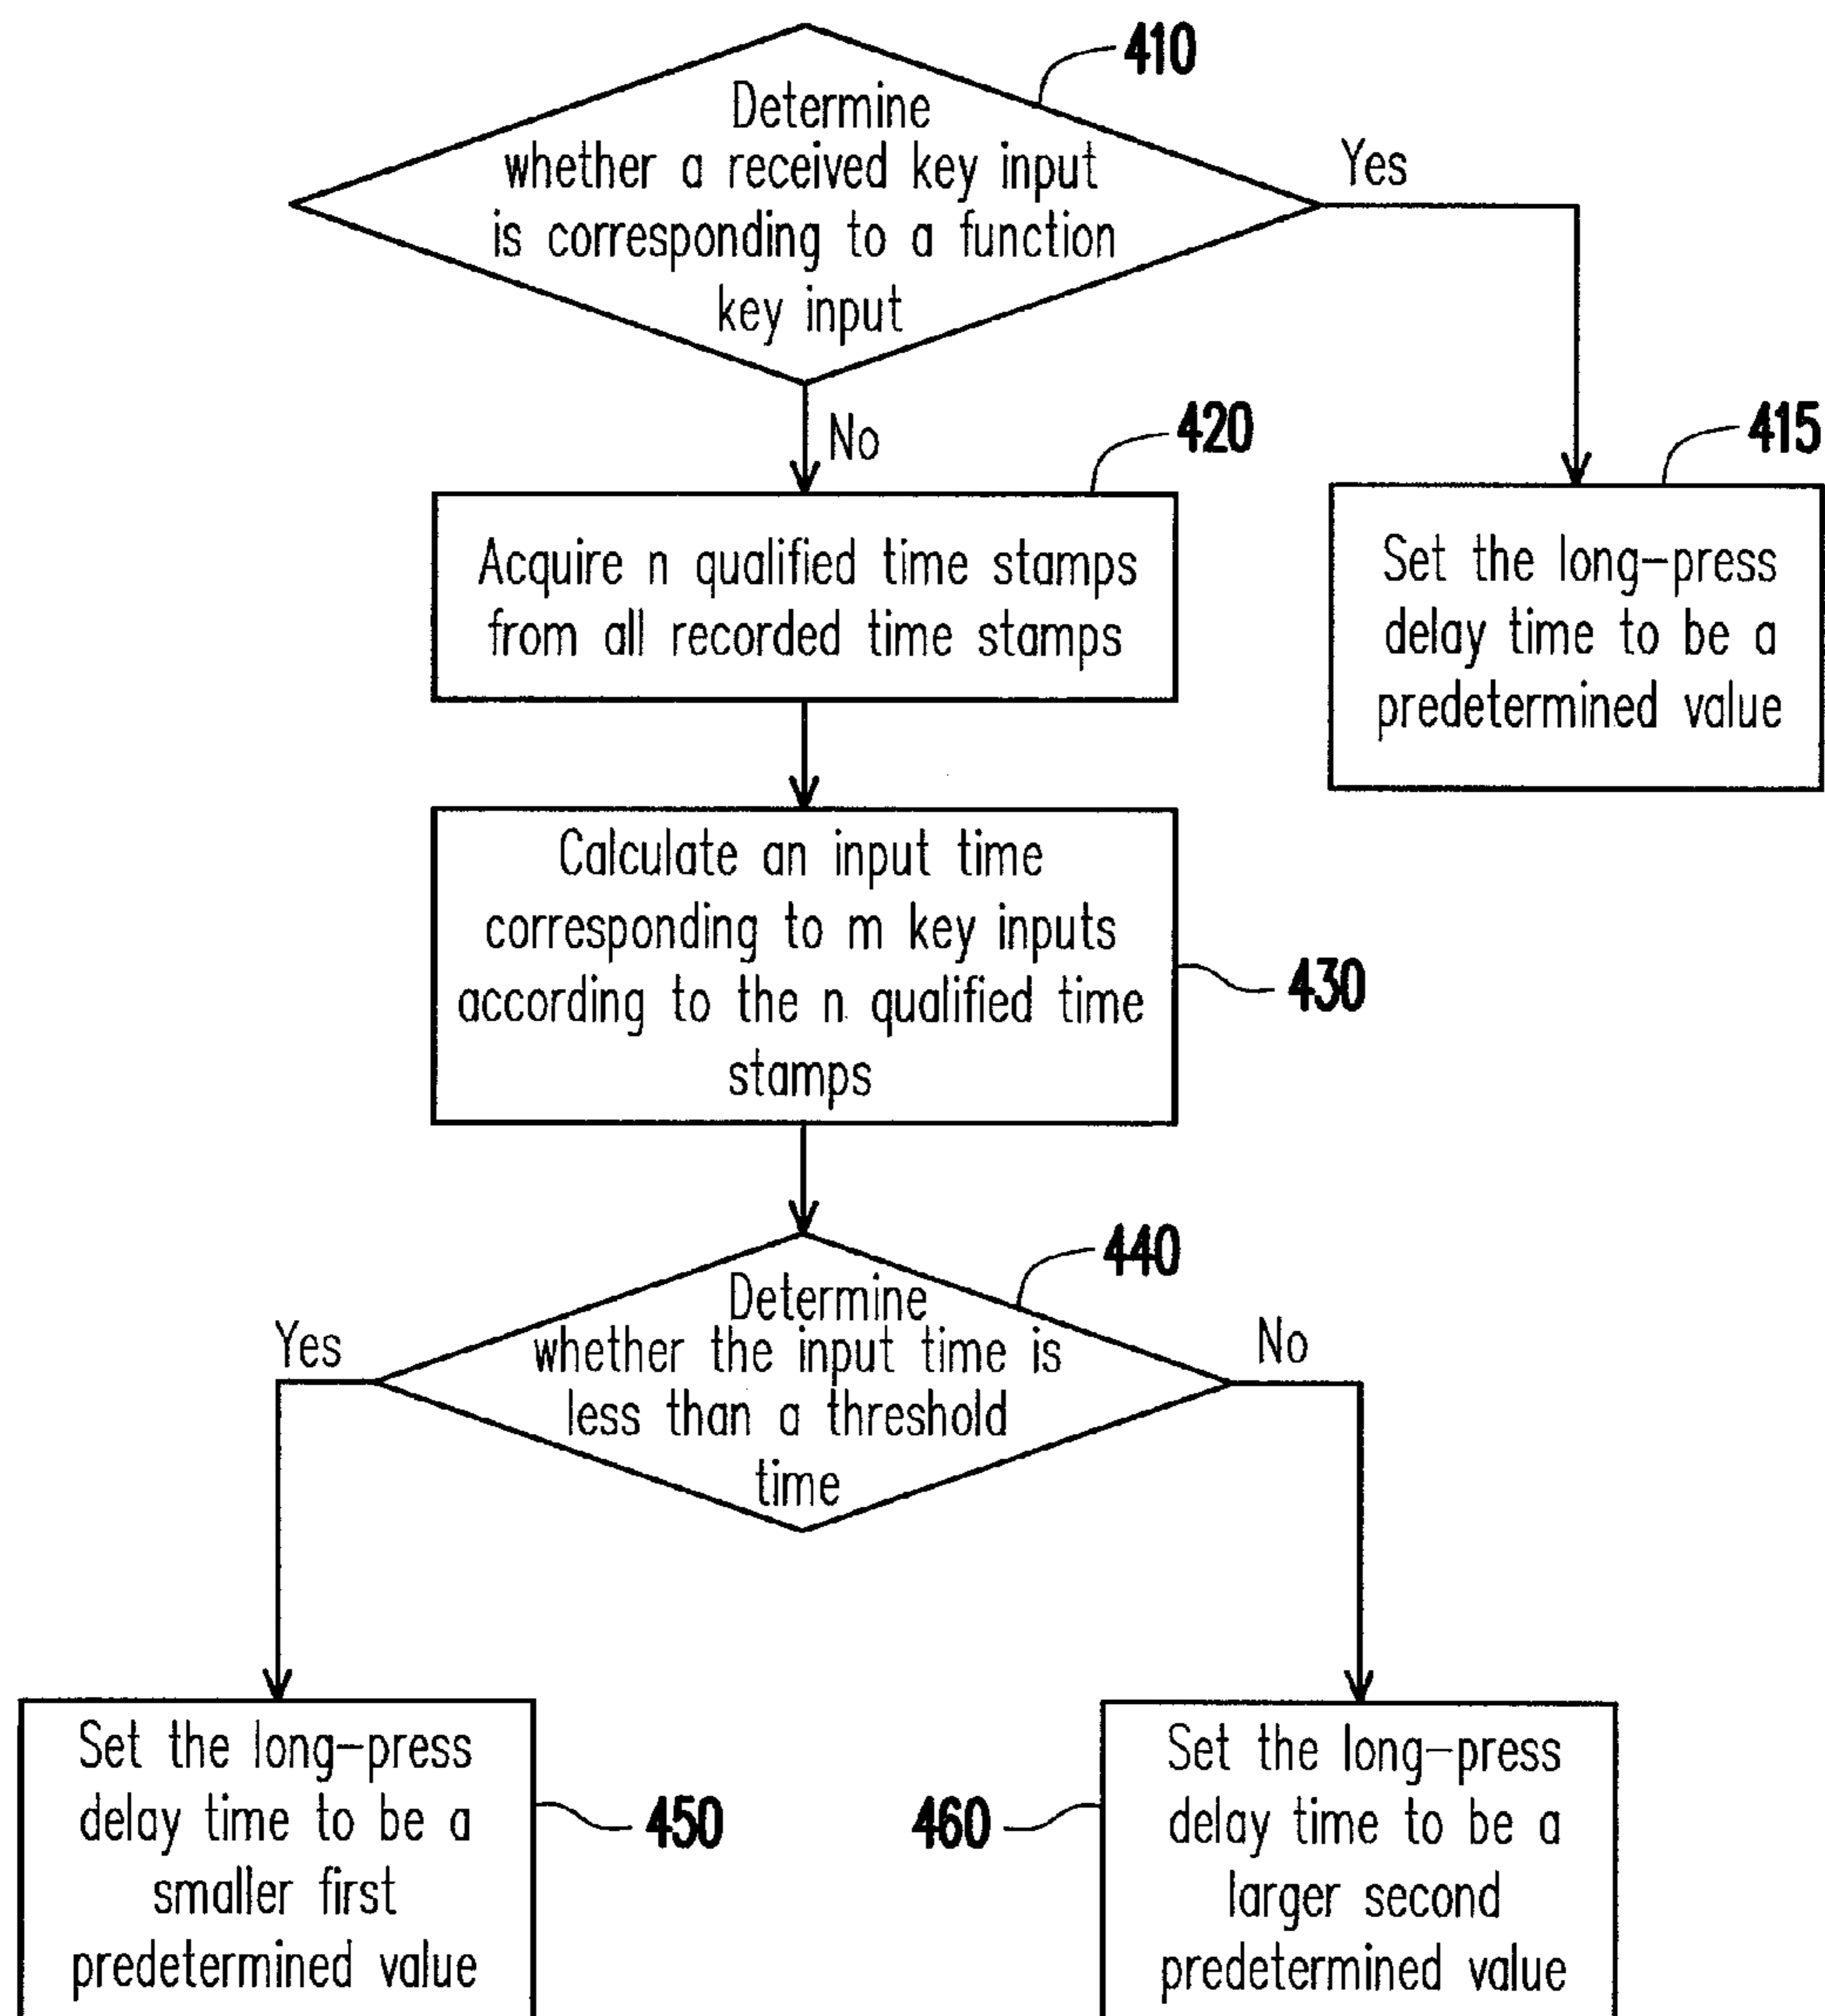 410
Determine
whether a received key input
is corresponding to a function
key input
Yes
No
420
415
Acquire n qualified time stamps
from all recorded time stamps
Set the long-press
delay time to be a
predetermined value
Calculate an input time
corresponding to m key inputs
according to the n qualified time
stamps
430
440
Determine
whether the input time is
less than a threshold
time
Yes
No
Set the long-press
delay time to be a
smaller first
predetermined value
450
460
Set the long-press
delay time to be a
larger second
predetermined value